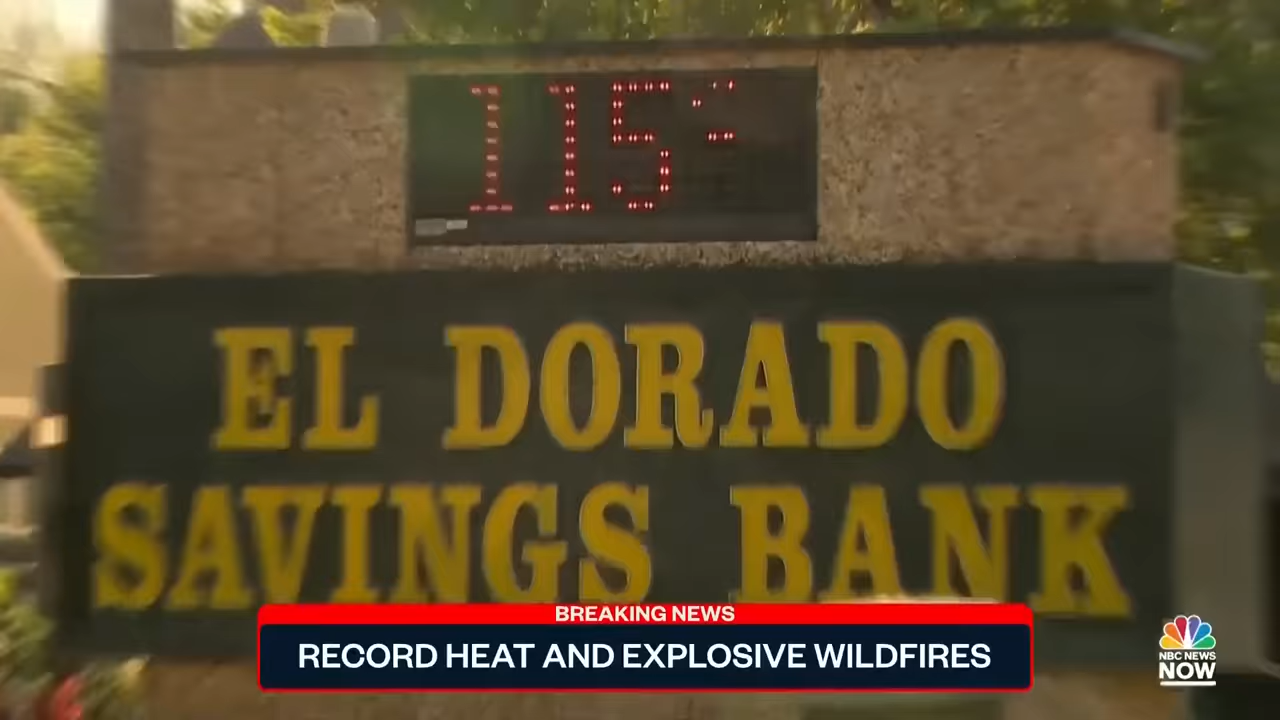 115°
EL DORADO
SAVINGS BANK
BREAKING NEWS
RECORD HEAT AND EXPLOSIVE WILDFIRES
NBC NEWS
NOW